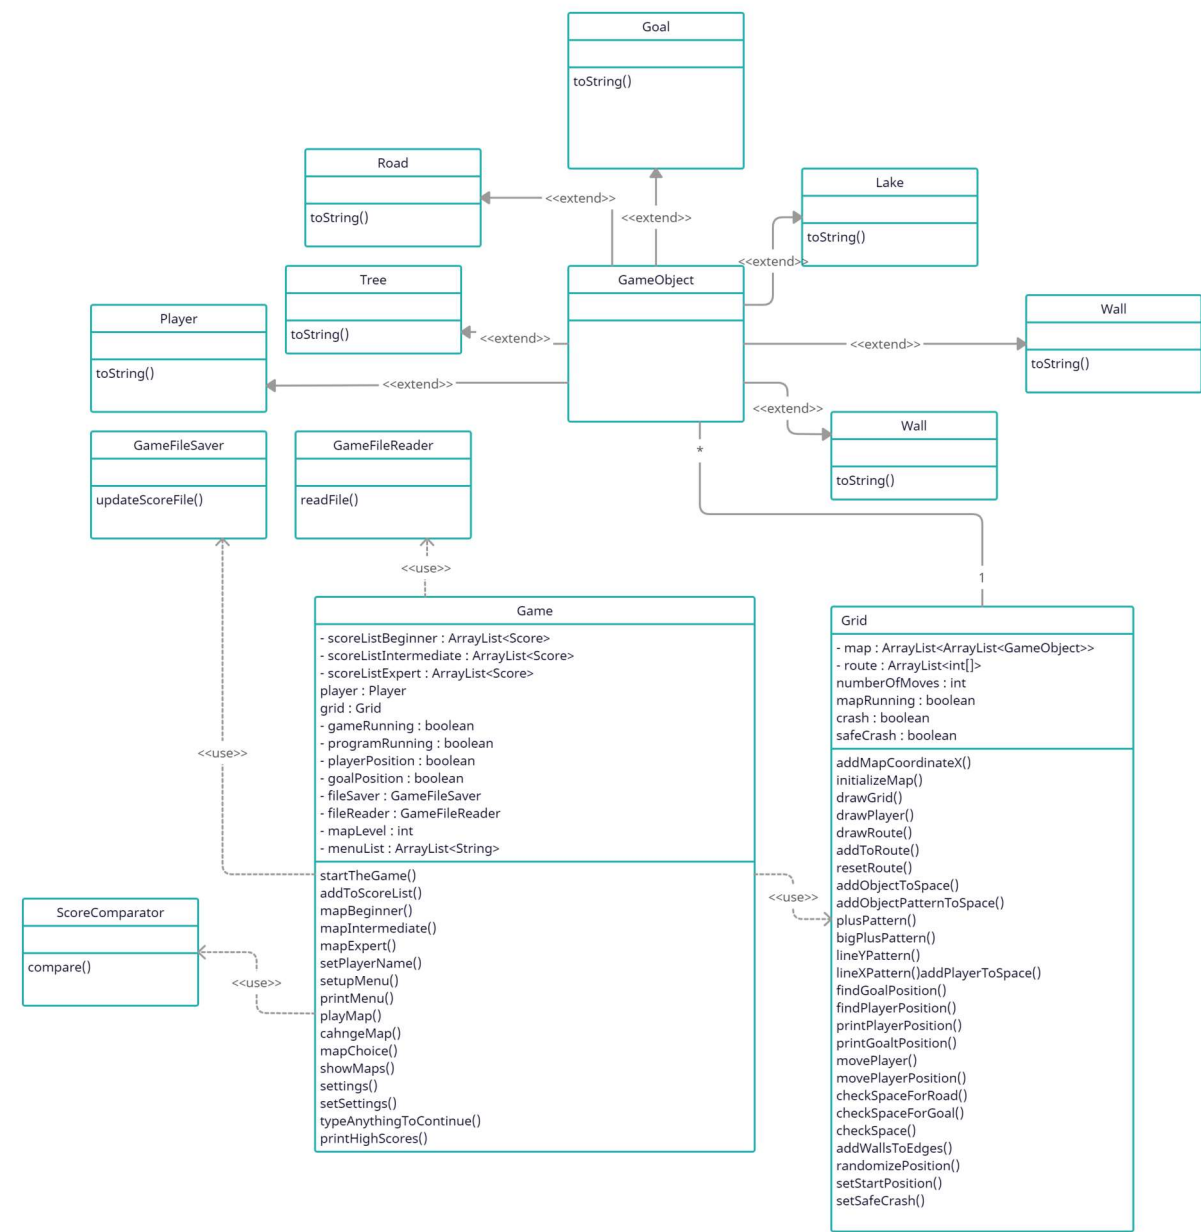 Goal
toString()
Road
toString()
<<extend>>
<<extend>>
Lake
toString()
<<extend>>
Tree
toString()
<<extend>>
GameObject
Player
toString()
<<extend>>
<<extend>>
Wall
toString()
<<extend>>
Wall
toString()
*
1
GameFileSaver
updateScoreFile()
GameFileReader
readFile()
<<use>>
<<use>>
Game
- scoreListBeginner : ArrayList<Score>
- scoreListIntermediate : ArrayList<Score>
- scoreListExpert : ArrayList<Score>
player : Player
grid : Grid
- gameRunning : boolean
- programRunning : boolean
- playerPosition : boolean
- goalPosition : boolean
- fileSaver : GameFileSaver
- fileReader : GameFileReader
- mapLevel : int
- menuList : ArrayList<String>
startTheGame()
addToScoreList()
mapBeginner()
mapIntermediate()
mapExpert()
setPlayerName()
setupMenu()
printMenu()
playMap()
cahngeMap()
mapChoice()
showMaps()
settings()
setSettings()
typeAnythingToContinue()
printHighScores()
<<use>>
ScoreComparator
compare()
<<use>>
Grid
- map : ArrayList<ArrayList<GameObject>>
- route : ArrayList<int[]>
numberOfMoves : int
mapRunning : boolean
crash : boolean
safeCrash : boolean
addMapCoordinateX()
initializeMap()
drawGrid()
drawPlayer()
drawRoute()
addToRoute()
resetRoute()
addObjectToSpace()
addObjectPatternToSpace()
plusPattern()
bigPlusPattern()
lineYPattern()
lineXPattern()addPlayerToSpace()
findGoalPosition()
findPlayerPosition()
printPlayerPosition()
printGoaltPosition()
movePlayer()
movePlayerPosition()
checkSpaceForRoad()
checkSpaceForGoal()
checkSpace()
addWallsToEdges()
randomizePosition()
setStartPosition()
setSafeCrash()